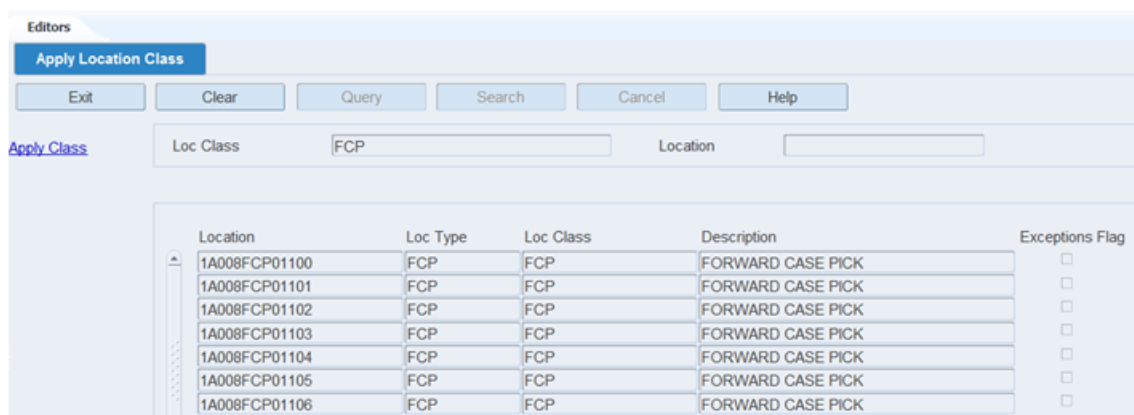 Editors
Apply Location Class
Exit Clear Query Search Cancel Help
Apply Class Loc Class FCP Location
Location Loc Type Loc Class Description Exceptions Flag
1A008FCP01100 FCP FCP FORWARD CASE PICK
1A008FCP01101 FCP FCP FORWARD CASE PICK
1A008FCP01102 FCP FCP FORWARD CASE PICK
1A008FCP01103 FCP FCP FORWARD CASE PICK
1A008FCP01104 FCP FCP FORWARD CASE PICK
1A008FCP01105 FCP FCP FORWARD CASE PICK
1A008FCP01106 FCP FCP FORWARD CASE PICK